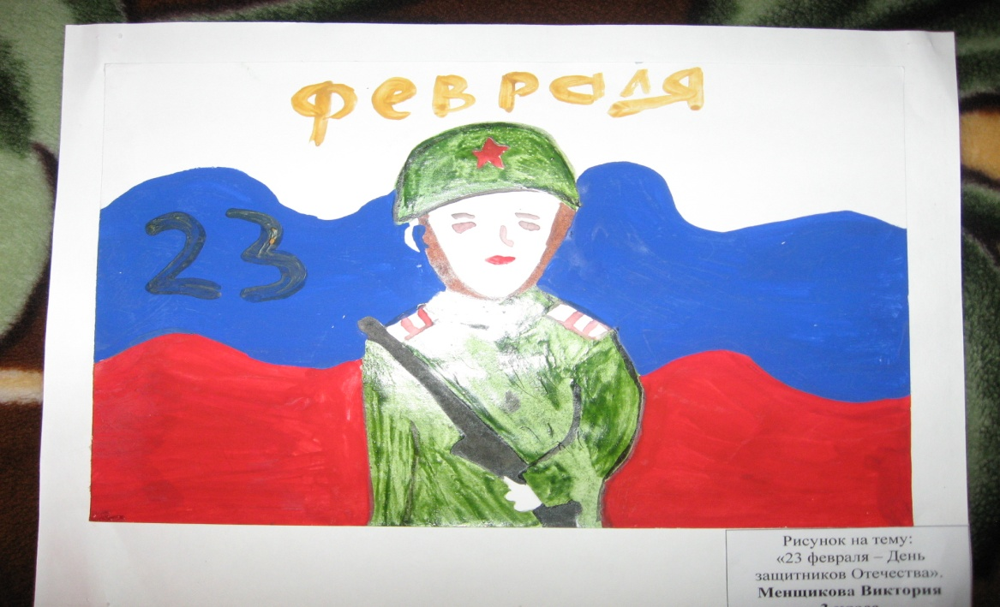 февраля
23
Рисунок на тему:
«23 февраля – День
защитников Отечества».
Менщикова Виктория